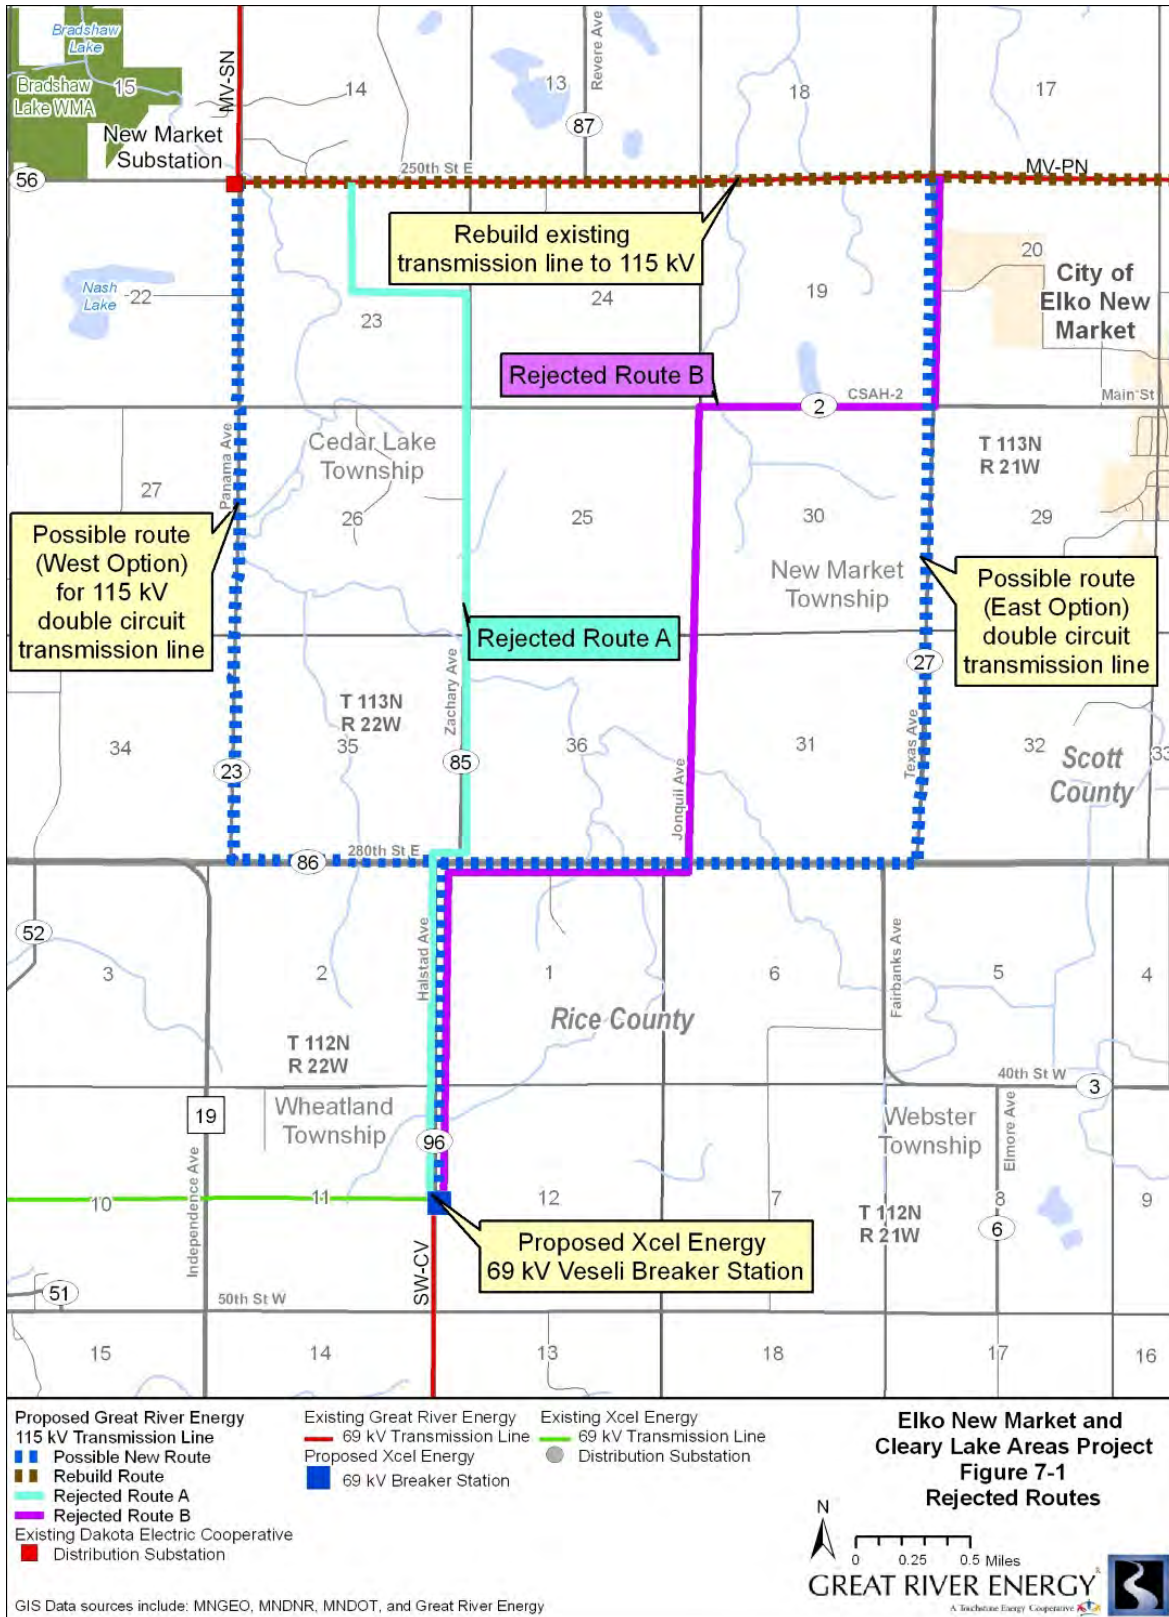 Bradshaw
Lake
Bradshaw
Lake WMA
15
MV-SN
14
13
Revere Ave
87
18
17
New Market
Substation
56
250th St E
MV-PN
Rebuild existing
transmission line to 115 kV
20
City of
Elko New
Market
Nash
Lake
22
23
24
19
Rejected Route B
CSAH-2
2
Main St
Cedar Lake
Township
T 113N
R 21W
Panama Ave
27
26
25
30
29
Possible route
(West Option)
for 115 kV
double circuit
transmission line
New Market
Township
Possible route
(East Option)
double circuit
transmission line
Rejected Route A
27
T 113N
R 22W
Zachary Ave
34
35
36
31
32
33
Texas Ave
Scott
County
23
85
Jonquil Ave
86
280th St E
52
Halstad Ave
Fairbanks Ave
3
2
1
6
5
4
Rice County
T 112N
R 22W
40th St W
3
19
Wheatland
Township
Webster
Township
Elmore Ave
96
Independence Ave
10
11
12
7
8
9
T 112N
R 21W
6
Proposed Xcel Energy
69 kV Veseli Breaker Station
SW-CV
51
50th St W
15
14
13
18
17
16
Proposed Great River Energy
115 kV Transmission Line
Possible New Route
Rebuild Route
Rejected Route A
Rejected Route B
Existing Dakota Electric Cooperative
Distribution Substation
Existing Great River Energy
69 kV Transmission Line
Proposed Xcel Energy
69 kV Breaker Station
Existing Xcel Energy
69 kV Transmission Line
Distribution Substation
Elko New Market and
Cleary Lake Areas Project
Figure 7-1
Rejected Routes
N
0 0.25 0.5 Miles
GREAT RIVER ENERGY
A Touchstone Energy Cooperative
GIS Data sources include: MNGEO, MNDNR, MNDOT, and Great River Energy